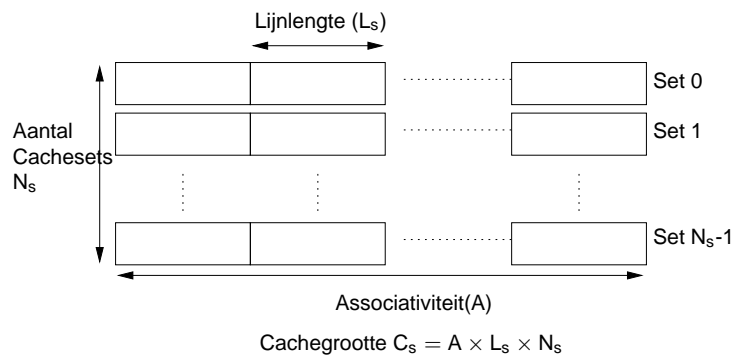 Lijnlengte (Lₛ)
Set 0
Set 1
Aantal
Cachesets
Nₛ
Set Nₛ-1
Associativiteit(A)
Cachegrootte Cₛ = A × Lₛ × Nₛ